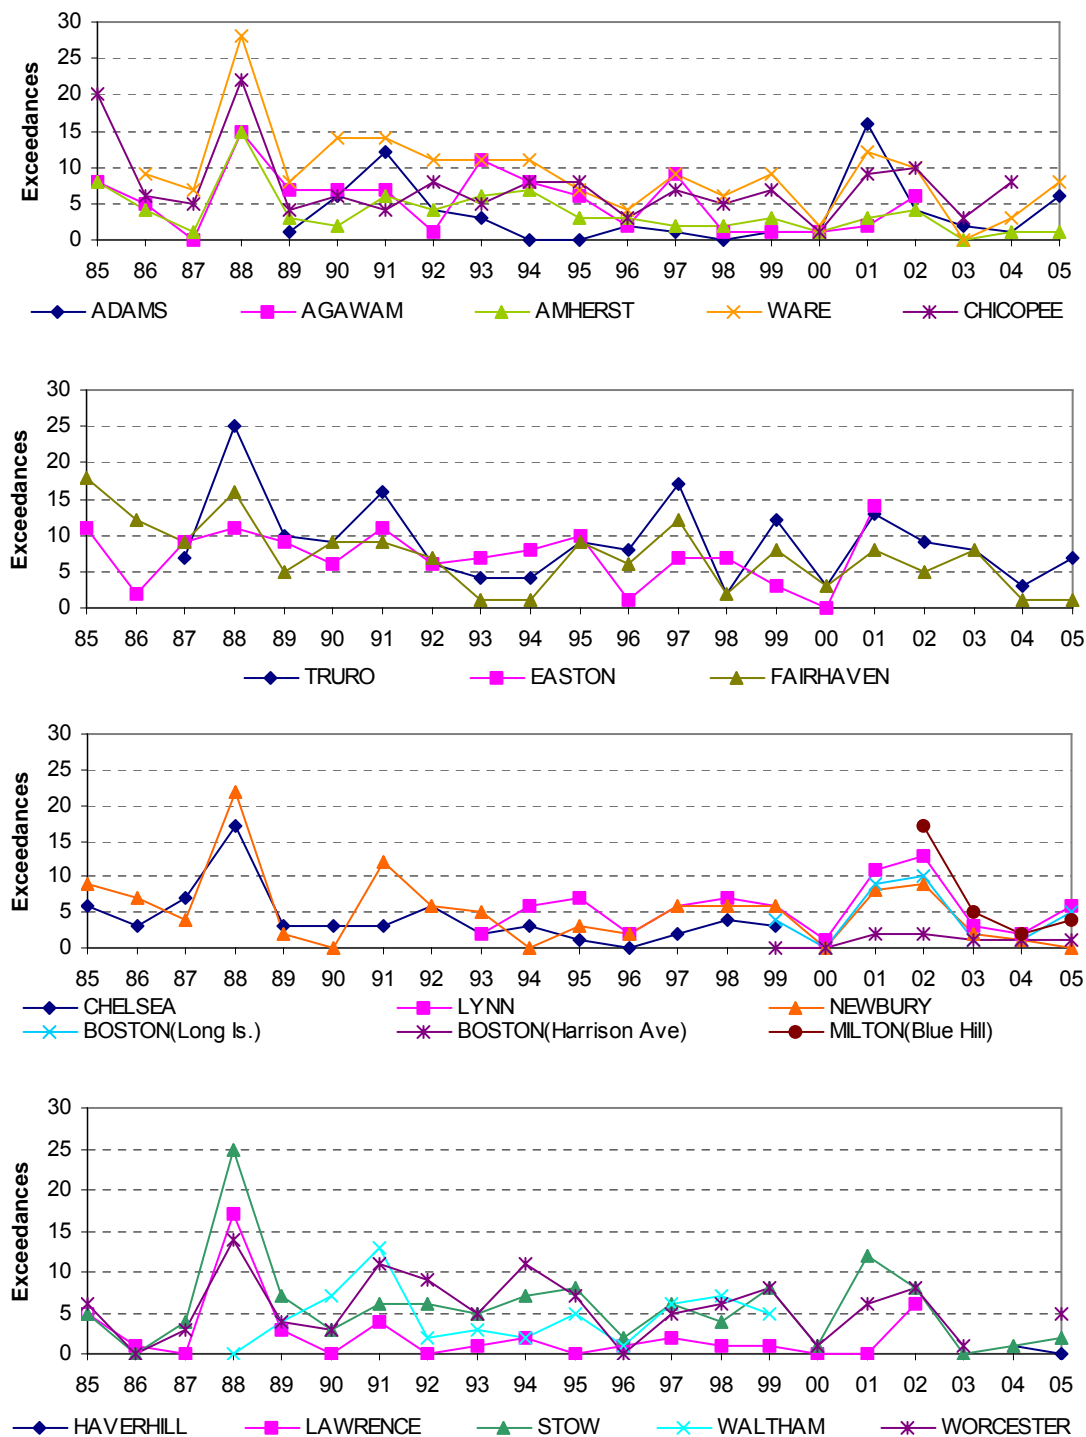 30
25
20
15
10
5
0
Exceedances
85 86 87 88 89 90 91 92 93 94 95 96 97 98 99 00 01 02 03 04 05
ADAMS AGAWAM AMHERST WARE CHICOPEE
30
25
20
15
10
5
0
Exceedances
85 86 87 88 89 90 91 92 93 94 95 96 97 98 99 00 01 02 03 04 05
TRURO EASTON FAIRHAVEN
30
25
20
15
10
5
0
Exceedances
85 86 87 88 89 90 91 92 93 94 95 96 97 98 99 00 01 02 03 04 05
CHELSEA LYNN NEWBURY
BOSTON(Long Is.) BOSTON(Harrison Ave) MILTON(Blue Hill)
30
25
20
15
10
5
0
Exceedances
85 86 87 88 89 90 91 92 93 94 95 96 97 98 99 00 01 02 03 04 05
HAVERHILL LAWRENCE STOW WALTHAM WORCESTER